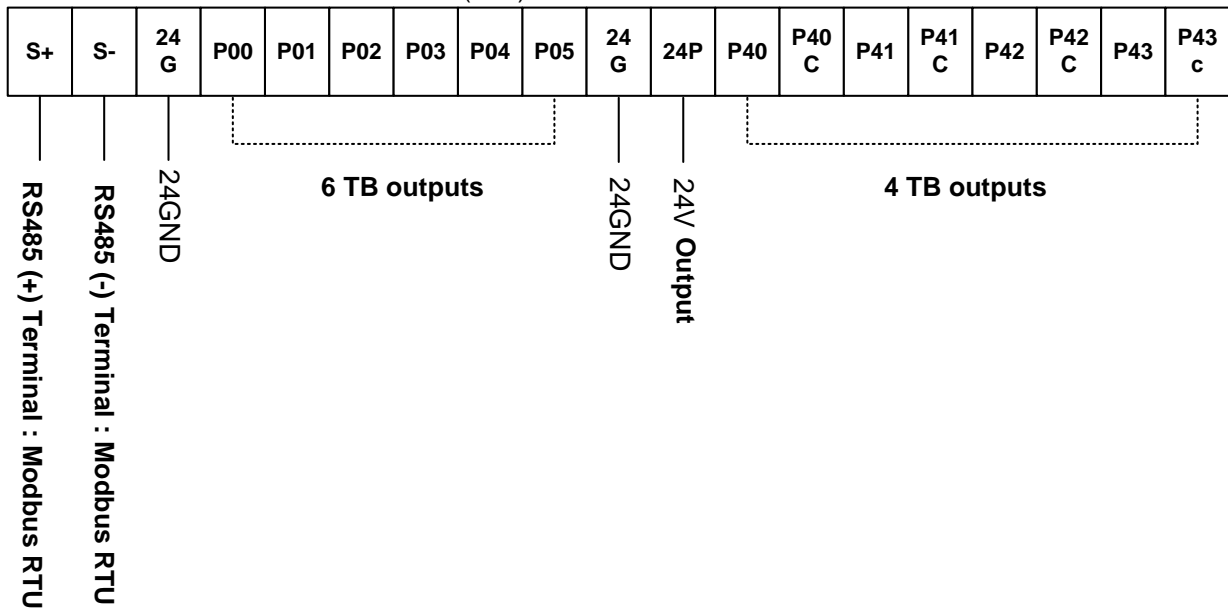 S+ S- 24 G P00 P01 P02 P03 P04 P05 24 G 24P P40 P40 C P41 P41 C P42 P42 C P43 P43 c
6 TB outputs
4 TB outputs
RS485 (+) Terminal : Modbus RTU
RS485 (-) Terminal : Modbus RTU
24GND
24GND
24V Output